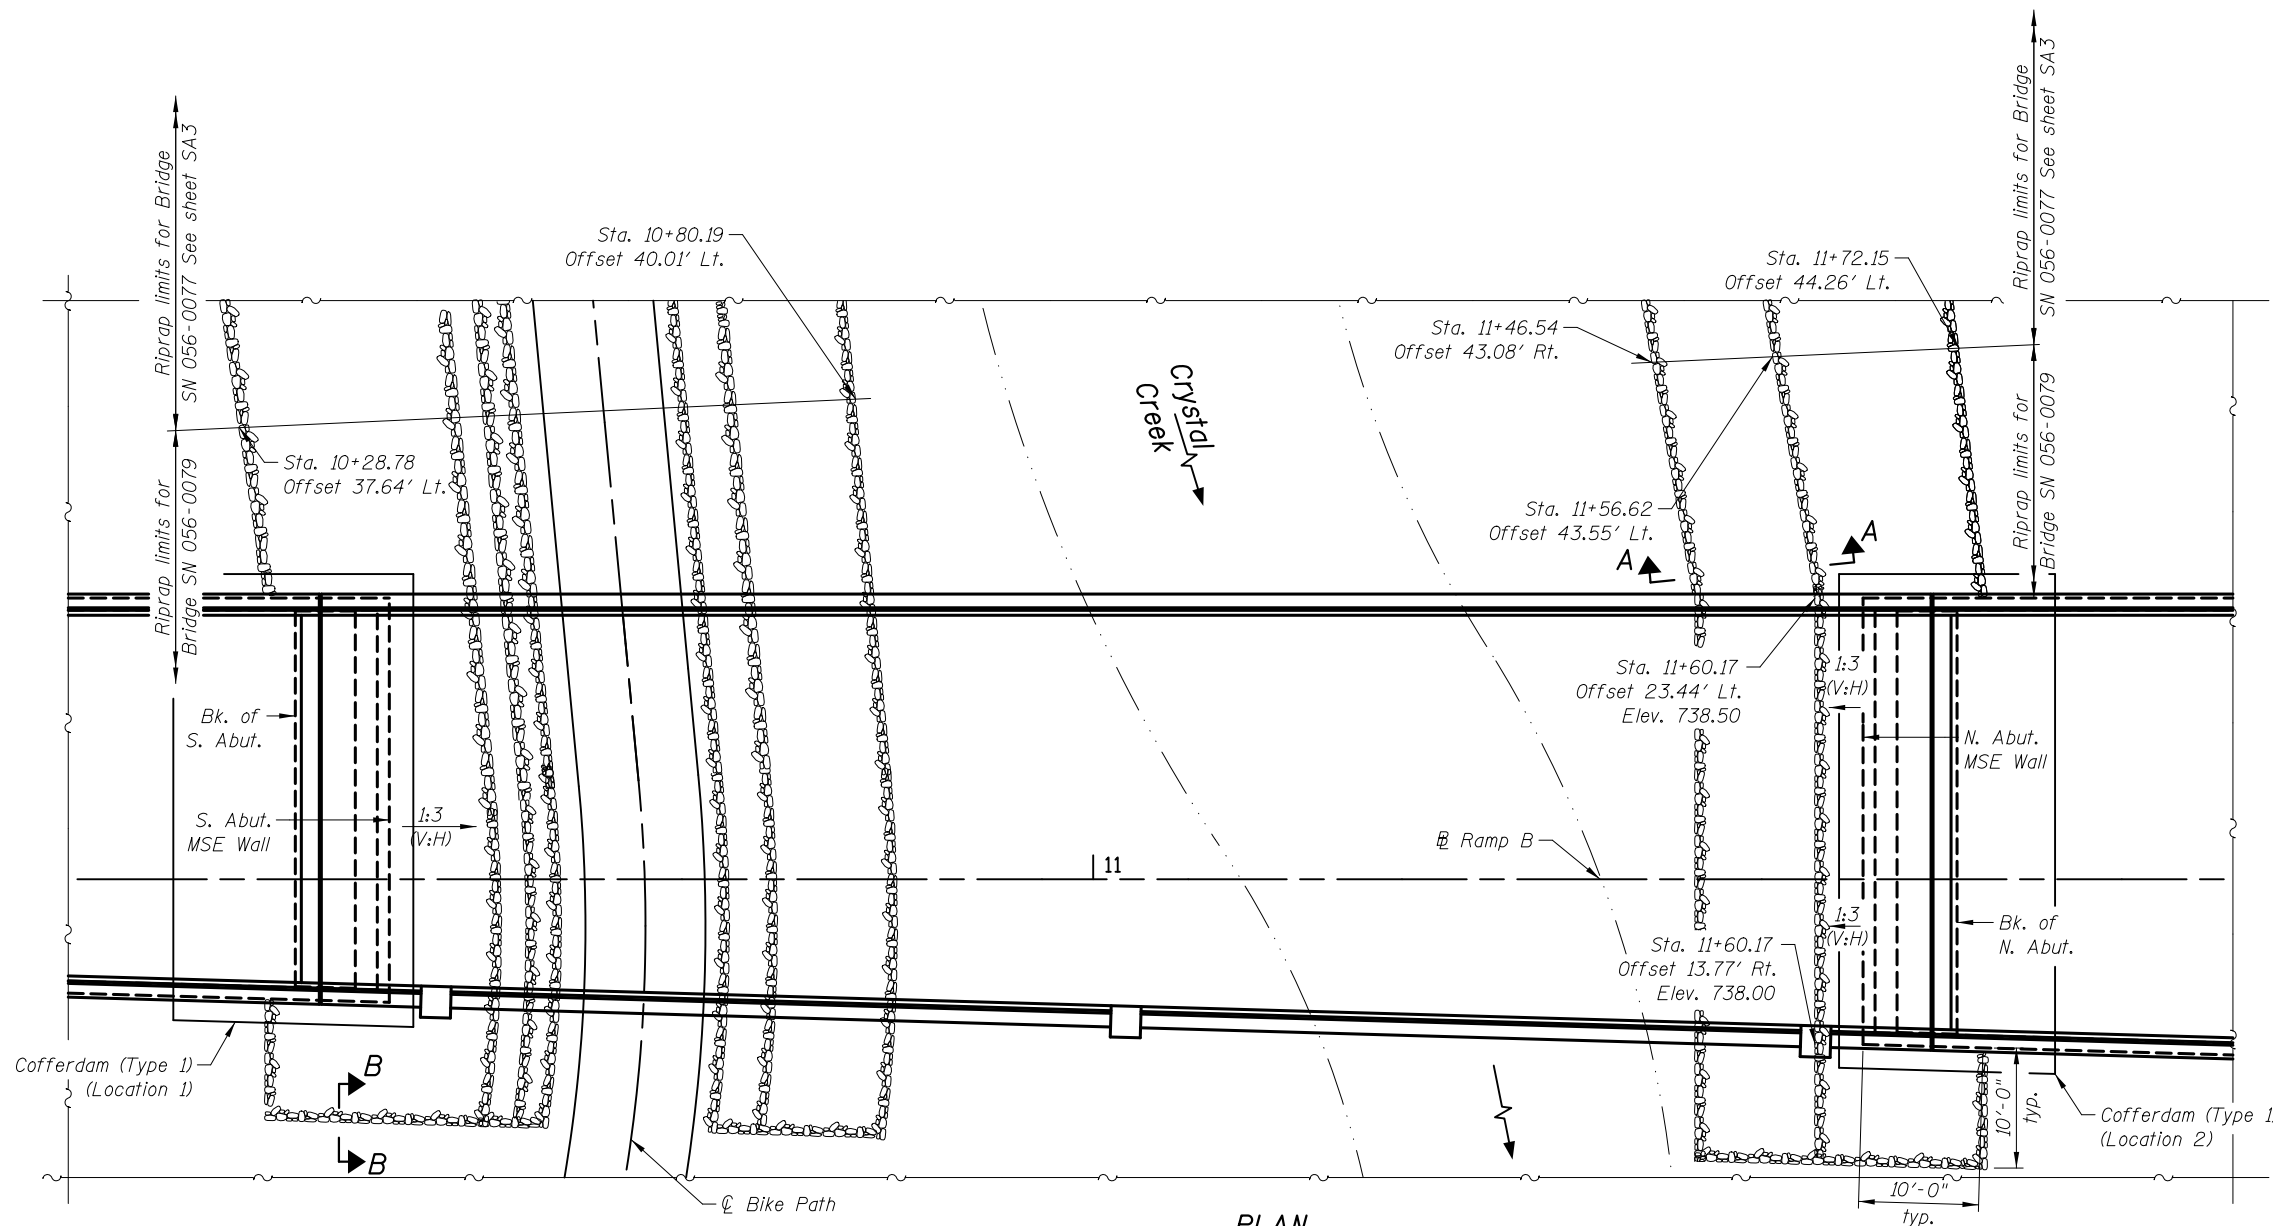 Riprap limits for Bridge
SN 056-0077 See sheet SA3
Riprap limits for
Bridge SN 056-0079
Sta. 10+80.19
Offset 40.01' Lt.
Sta. 10+28.78
Offset 37.64' Lt.
Crystal
Creek
Sta. 11+72.15
Offset 44.26' Lt.
Sta. 11+46.54
Offset 43.08' Rt.
Sta. 11+56.62
Offset 43.55' Lt.
Riprap limits for Bridge
SN 056-0077 See sheet SA3
Riprap limits for
Bridge SN 056-0079
A
A
Sta. 11+60.17
Offset 23.44' Lt.
Elev. 738.50
1:3
(V:H)
Bk. of
S. Abut.
S. Abut.
MSE Wall
1:3
(V:H)
N. Abut.
MSE Wall
11
℄ Ramp B
1:3
(V:H)
Bk. of
N. Abut.
Sta. 11+60.17
Offset 13.77' Rt.
Elev. 738.00
Cofferdam (Type 1)
(Location 1)
B
B
℄ Bike Path
10'-0"
typ.
10'-0"
typ.
Cofferdam (Type 1
(Location 2)
PLAN